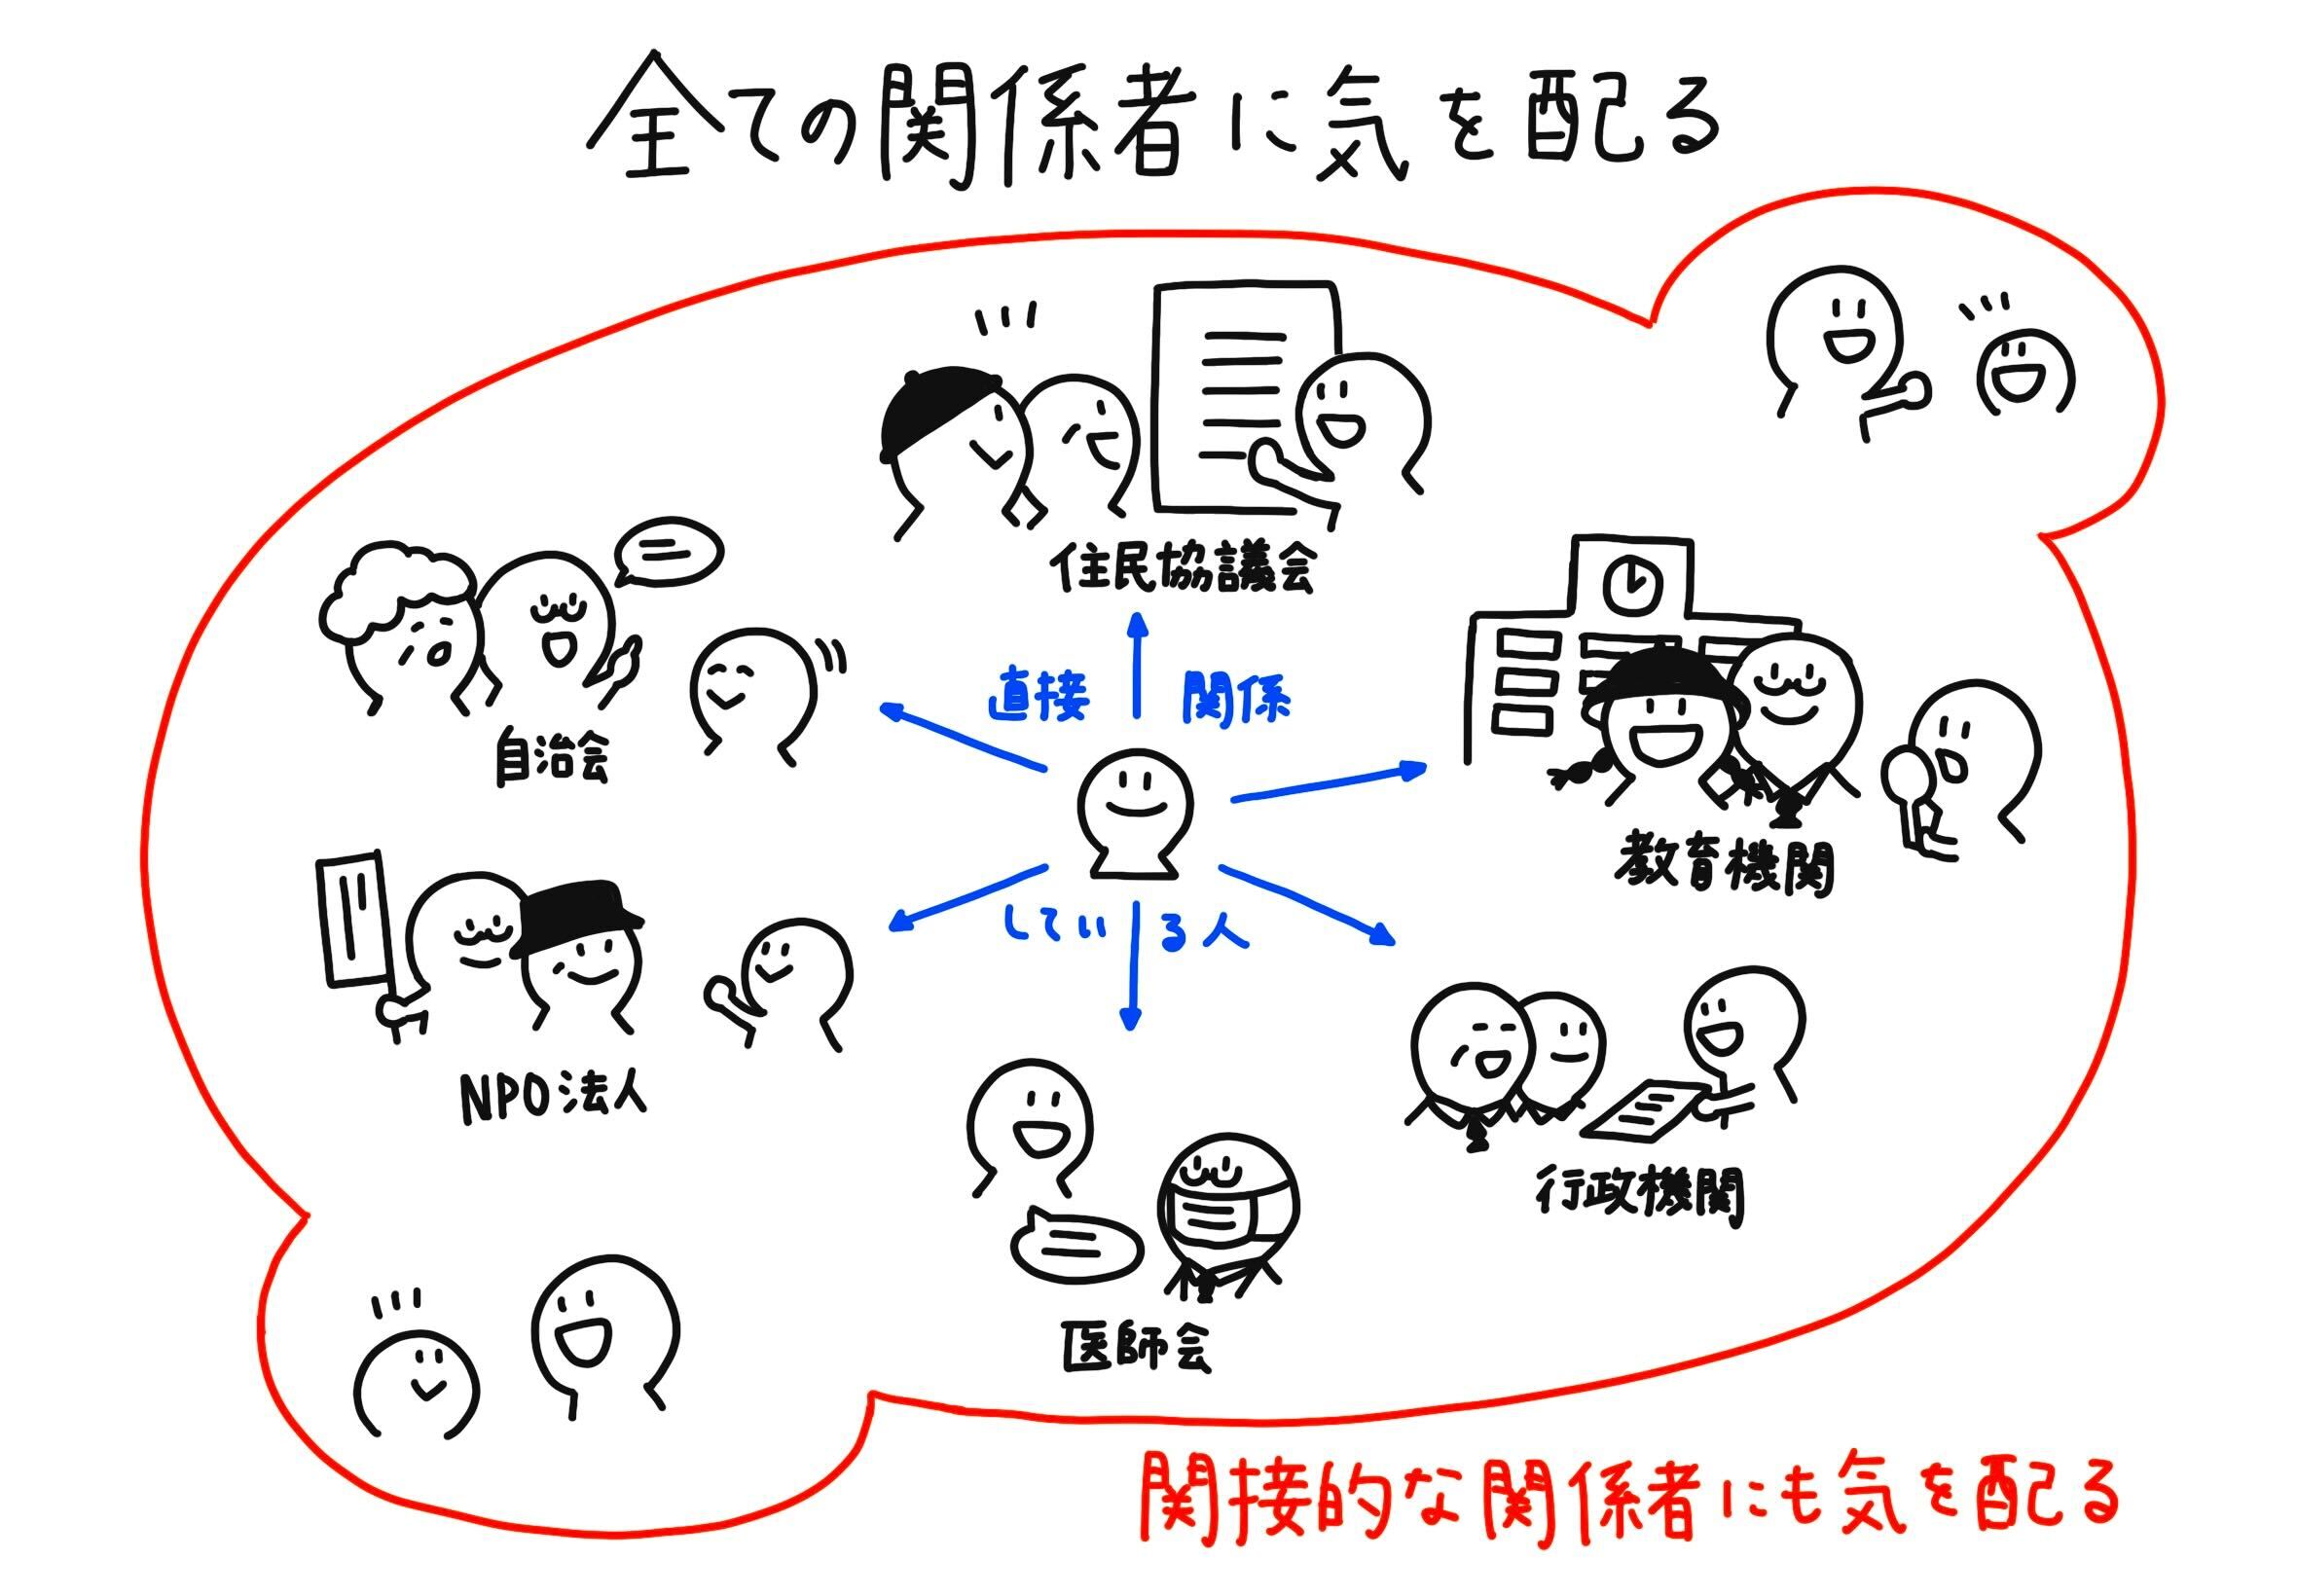 全ての関係者に気を配る
住民協議会
自治会
直接 関係
している人
教育機関
NPO法人
行政機関
医師会
関接的な関係者にも気を配る